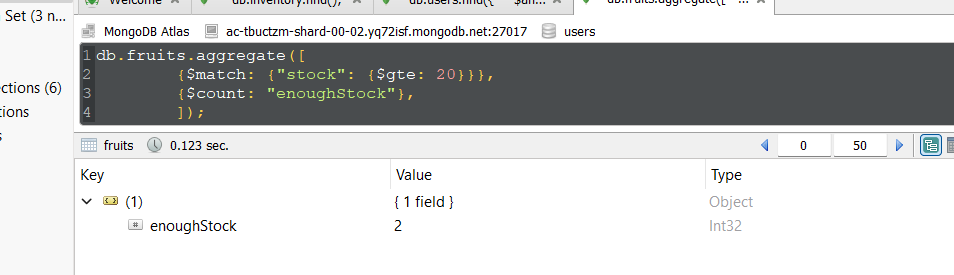 Set (3 n...
Welcome
db.inventory.find();
db.users.find({ "$an...
db.fruits.aggregate([ ...
MongoDB Atlas ac-tbuctzm-shard-00-02.yq72isf.mongodb.net:27017 users
1 db.fruits.aggregate([
2 {$match: {"stock": {$gte: 20}}},
3 {$count: "enoughStock"},
4 ]);
ctions (6)
tions
s
fruits 0.123 sec. 0 50
Key Value Type
(1) { 1 field } Object
# enoughStock 2 Int32